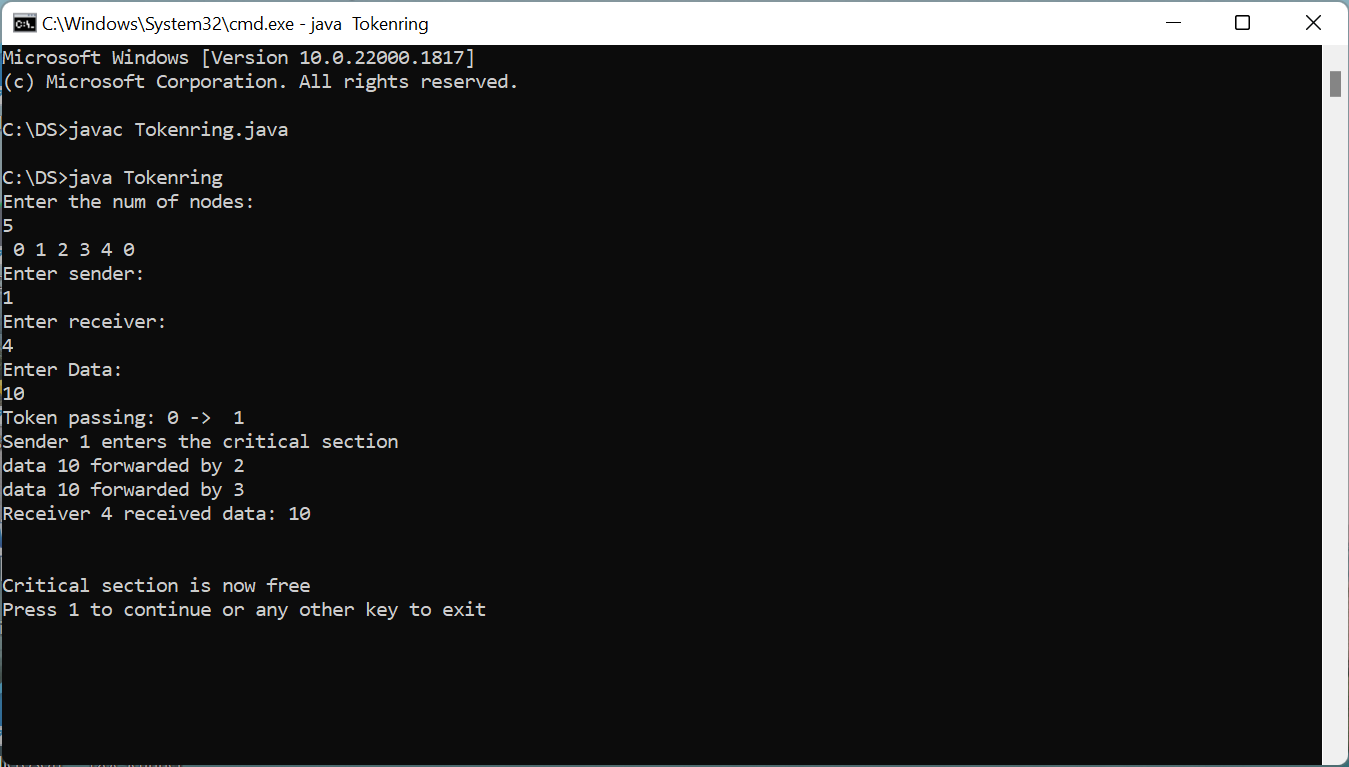 C:\Windows\System32\cmd.exe - java  Tokenring
Microsoft Windows [Version 10.0.22000.1817]
(c) Microsoft Corporation. All rights reserved.
C:\DS>javac Tokenring.java
C:\DS>java Tokenring
Enter the num of nodes:
5
 0 1 2 3 4 0
Enter sender:
1
Enter receiver:
4
Enter Data:
10
Token passing: 0 ->  1
Sender 1 enters the critical section
data 10 forwarded by 2
data 10 forwarded by 3
Receiver 4 received data: 10
Critical section is now free
Press 1 to continue or any other key to exit